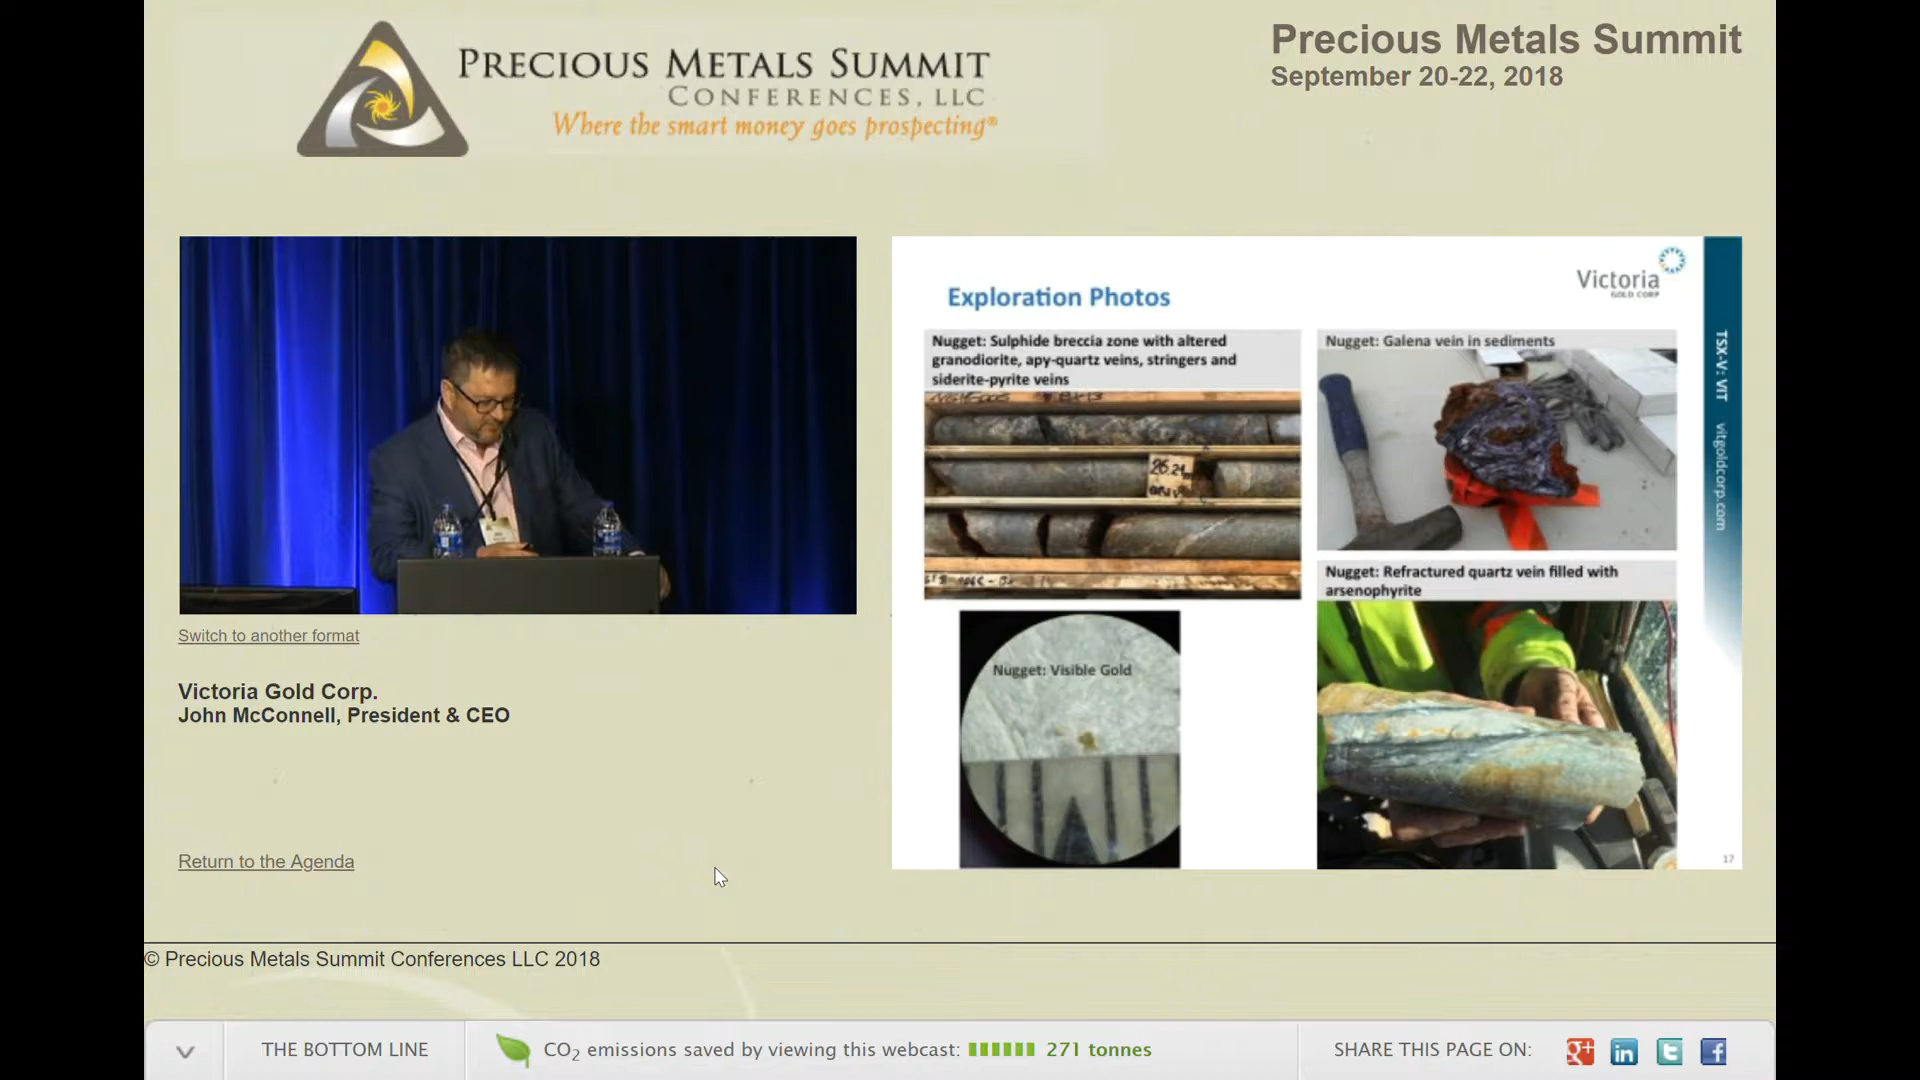 PRECIOUS METALS SUMMIT
CONFERENCES, LLC
Where the smart money goes prospecting®
Precious Metals Summit
September 20-22, 2018
Switch to another format
Victoria Gold Corp.
John McConnell, President & CEO
Return to the Agenda
Victoria
GOLD CORP
Exploration Photos
Nugget: Sulphide breccia zone with altered
granodiorite, apy-quartz veins, stringers and
siderite-pyrite veins
Nugget: Galena vein in sediments
Nugget: Refractured quartz vein filled with
arsenophyrite
Nugget: Visible Gold
TSX-V: VIT vitgoldcorp.com
17
© Precious Metals Summit Conferences LLC 2018
THE BOTTOM LINE
CO2 emissions saved by viewing this webcast: 271 tonnes
SHARE THIS PAGE ON: